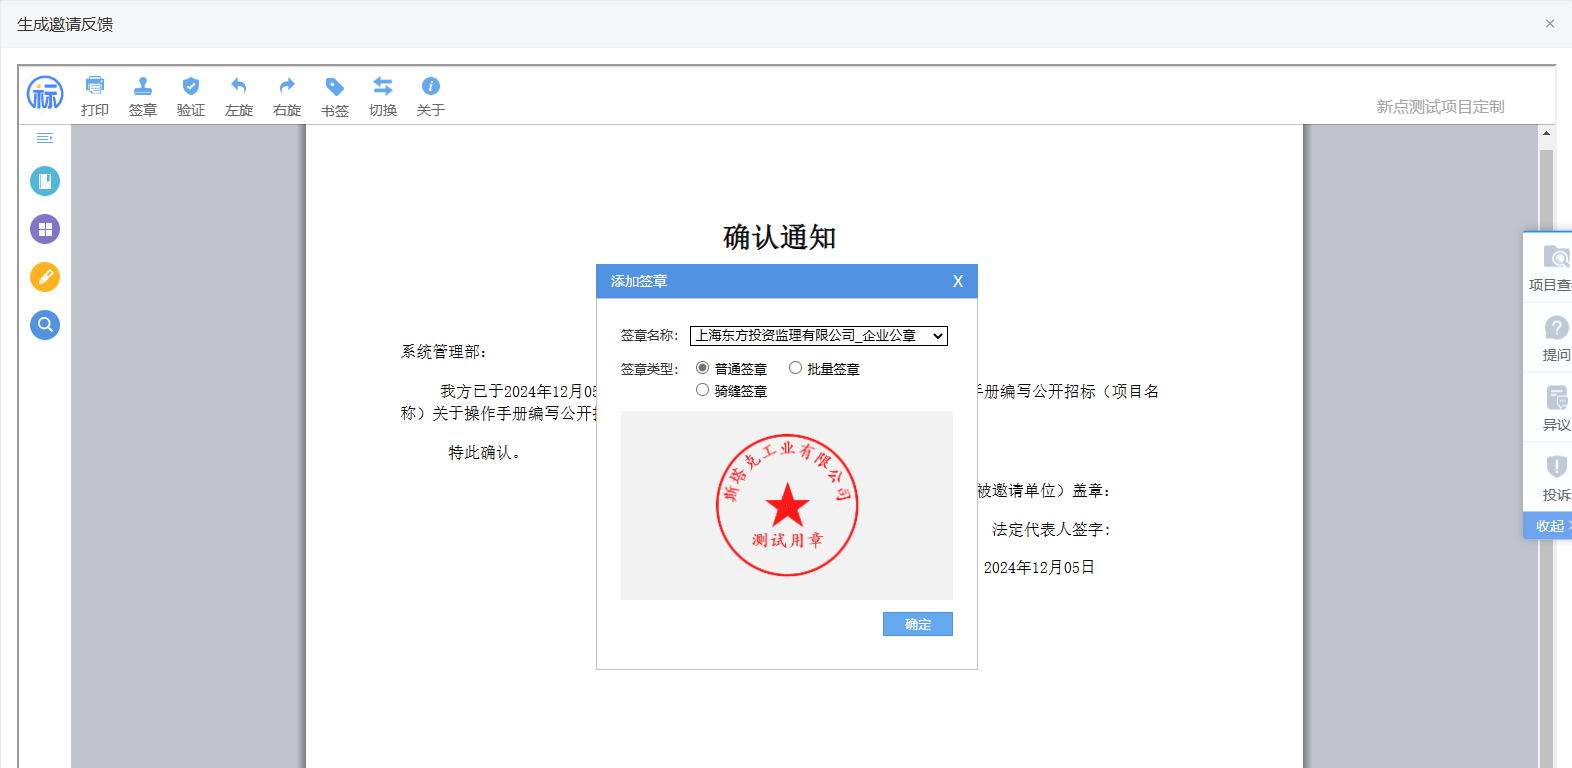 生成邀请反馈
×
标
打印
签章
验证
左旋
右旋
书签
切换
关于
新点测试项目定制
确认通知
添加签章
X
签章名称：
上海东方投资监理有限公司_企业公章
签章类型：
普通签章
批量签章
骑缝签章
斯塔克工业有限公司
测试用章
确定
系统管理部：
我方已于2024年12月05
手册编写公开招标（项目名
称）关于操作手册编写公开招
特此确认。
被邀请单位）盖章：
法定代表人签字：
2024年12月05日
项目查
提问
异议
投诉
收起